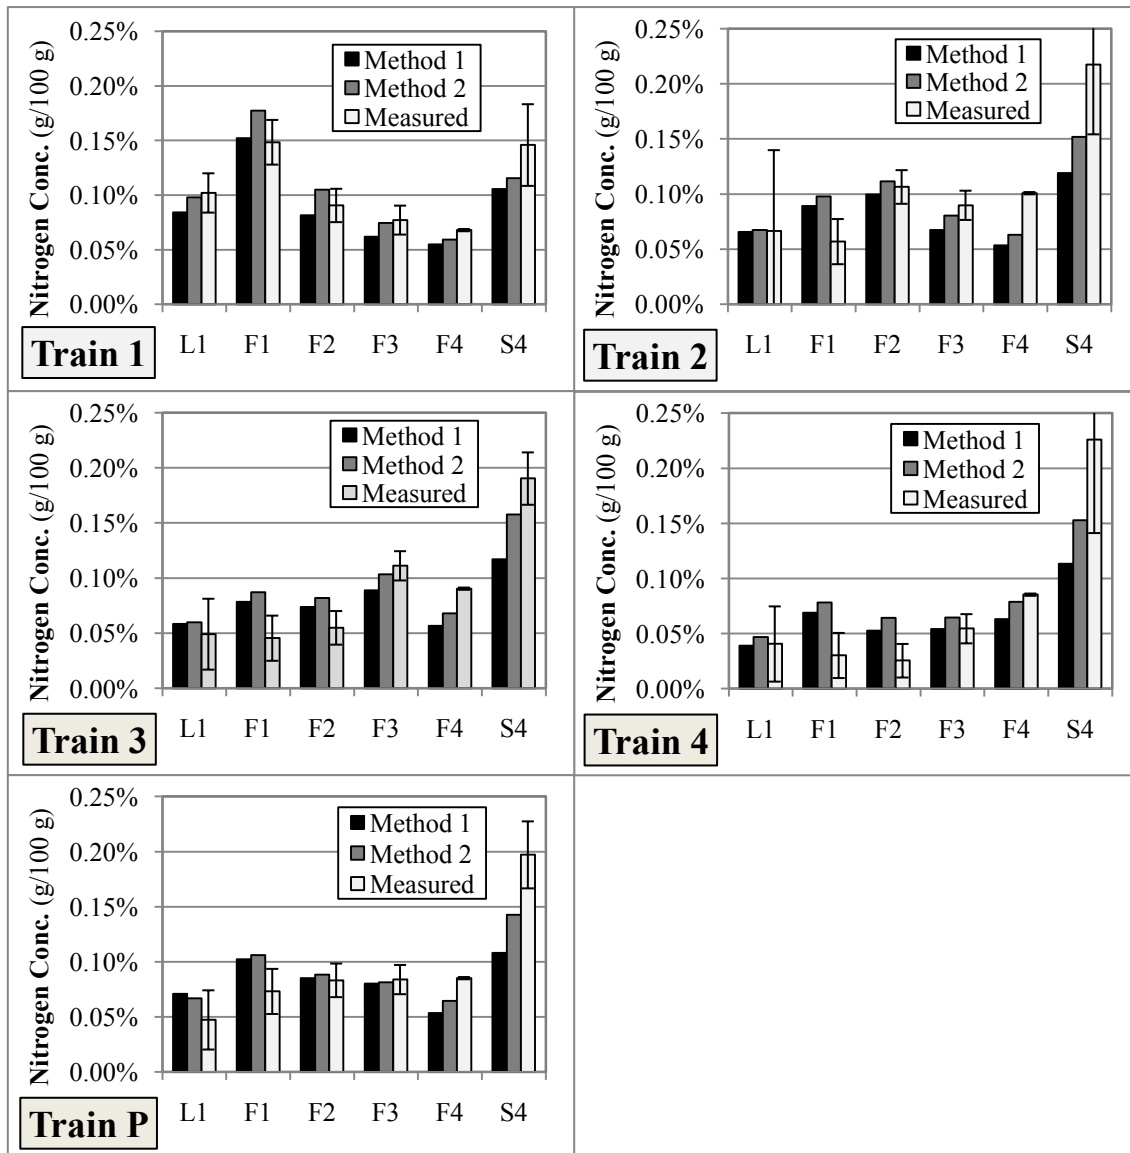 Nitrogen Conc. (g/100 g)
0.25%
0.20%
0.15%
0.10%
0.05%
0.00%
Method 1
Method 2
Measured
L1 F1 F2 F3 F4 S4
Train 1
Nitrogen Conc. (g/100 g)
0.25%
0.20%
0.15%
0.10%
0.05%
0.00%
Method 1
Method 2
Measured
L1 F1 F2 F3 F4 S4
Train 2
Nitrogen Conc. (g/100 g)
0.25%
0.20%
0.15%
0.10%
0.05%
0.00%
Method 1
Method 2
Measured
L1 F1 F2 F3 F4 S4
Train 3
Nitrogen Conc. (g/100 g)
0.25%
0.20%
0.15%
0.10%
0.05%
0.00%
Method 1
Method 2
Measured
L1 F1 F2 F3 F4 S4
Train 4
Nitrogen Conc. (g/100 g)
0.25%
0.20%
0.15%
0.10%
0.05%
0.00%
Method 1
Method 2
Measured
L1 F1 F2 F3 F4 S4
Train P